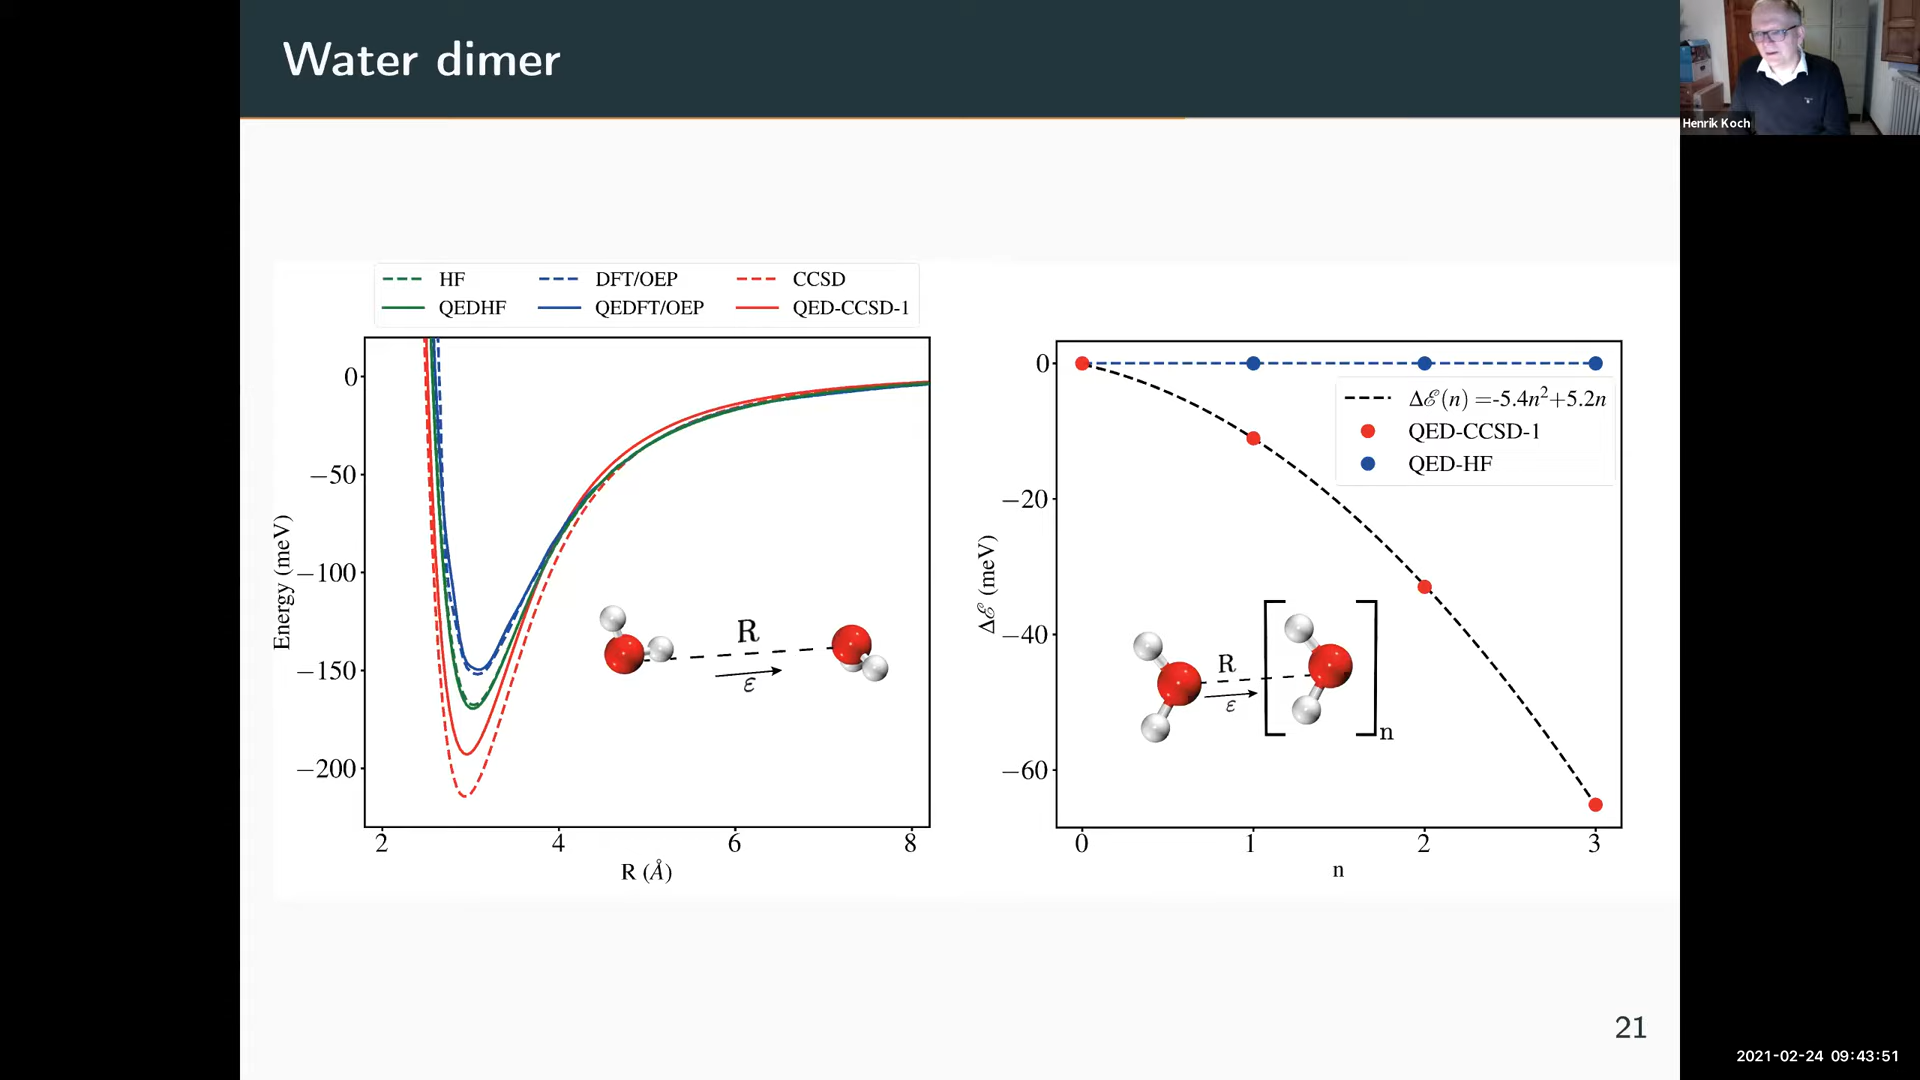 Water dimer
Henrik Koch
HF DFT/OEP CCSD
QEDHF QEDFT/OEP QED-CCSD-1
0
−50
−100
−150
−200
Energy (meV)
2 4 6 8
R (Å)
R
ε
0
−20
−40
−60
Δℰ (meV)
Δℰ(n) =-5.4n²+5.2n
QED-CCSD-1
QED-HF
R
ε
n
0 1 2 3
n
21
2021-02-24 09:43:51